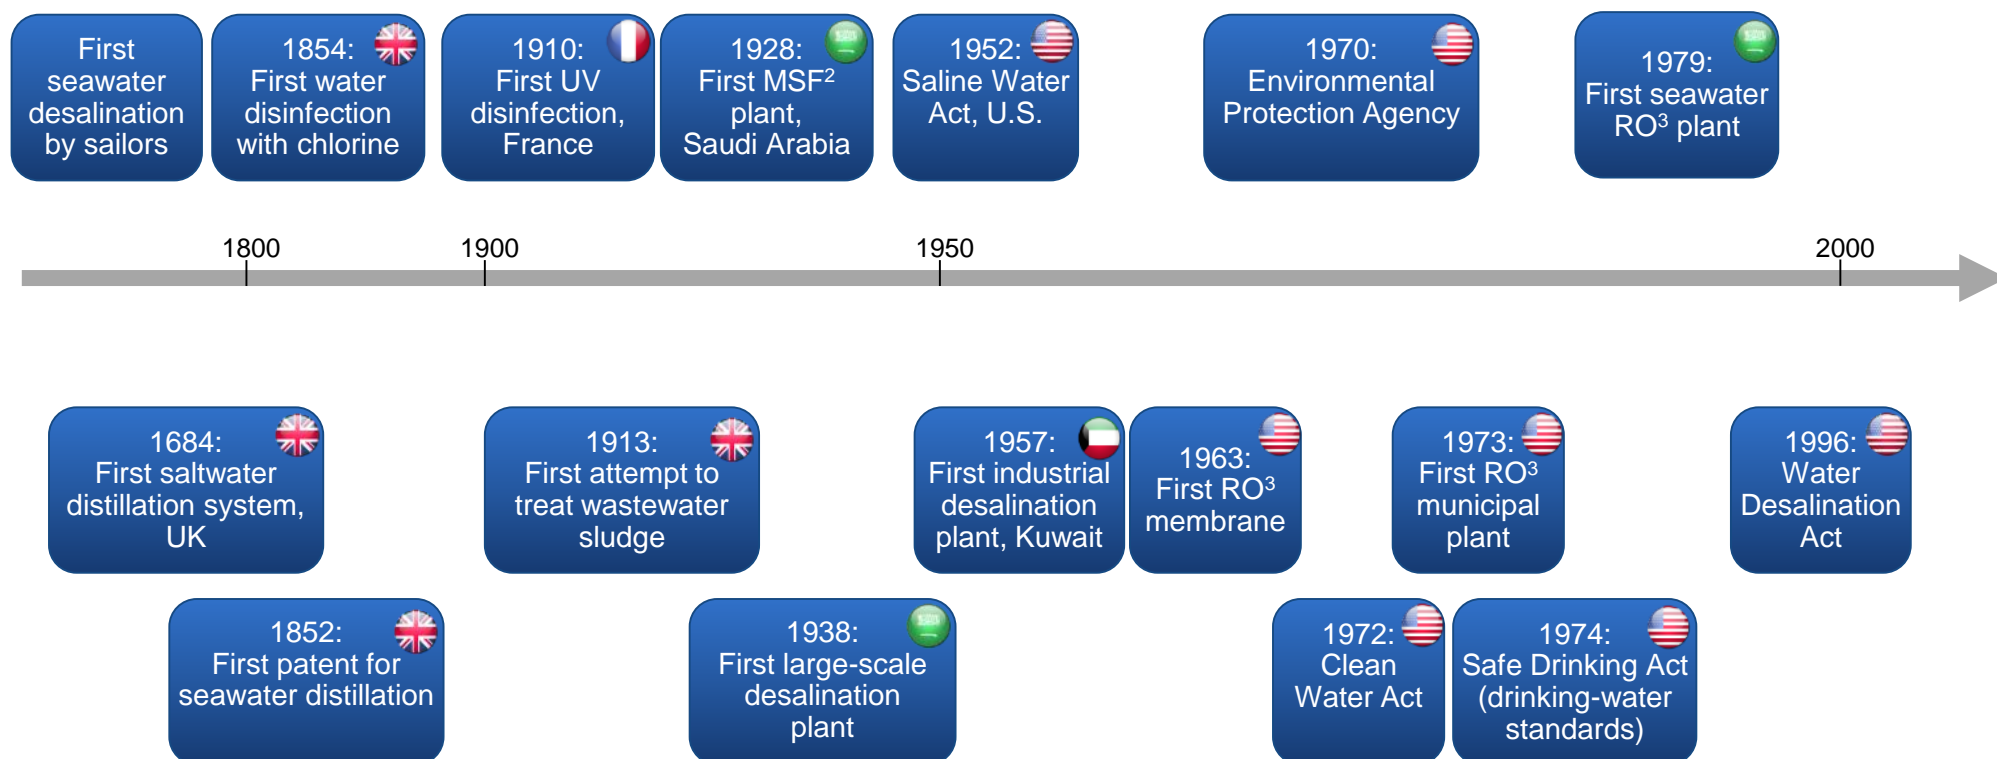 First
seawater
desalination
by sailors
1854:
First water
disinfection
with chlorine
1910:
First UV
disinfection,
France
1928:
First MSF²
plant,
Saudi Arabia
1952:
Saline Water
Act, U.S.
1970:
Environmental
Protection Agency
1979:
First seawater
RO³ plant
1800
1900
1950
2000
1684:
First saltwater
distillation system,
UK
1913:
First attempt to
treat wastewater
sludge
1957:
First industrial
desalination
plant, Kuwait
1963:
First RO³
membrane
1973:
First RO³
municipal
plant
1996:
Water
Desalination
Act
1852:
First patent for
seawater distillation
1938:
First large-scale
desalination
plant
1972:
Clean
Water Act
1974:
Safe Drinking Act
(drinking-water
standards)